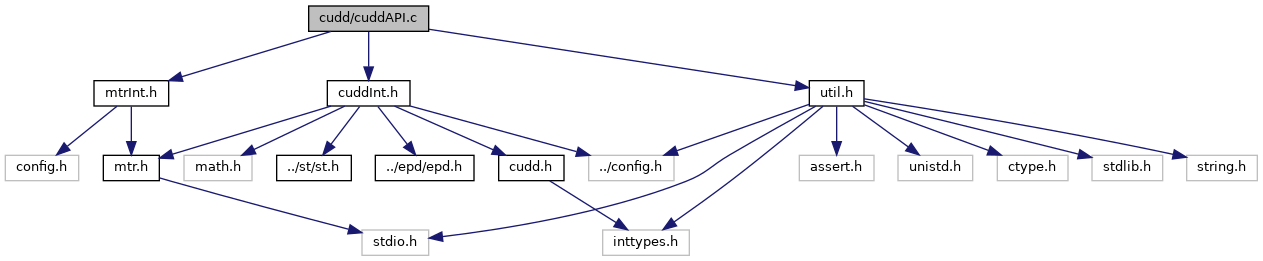 cudd/cuddAPI.c
mtrInt.h
cuddInt.h
util.h
config.h
mtr.h
math.h
../st/st.h
../epd/epd.h
cudd.h
../config.h
assert.h
unistd.h
ctype.h
stdlib.h
string.h
stdio.h
inttypes.h